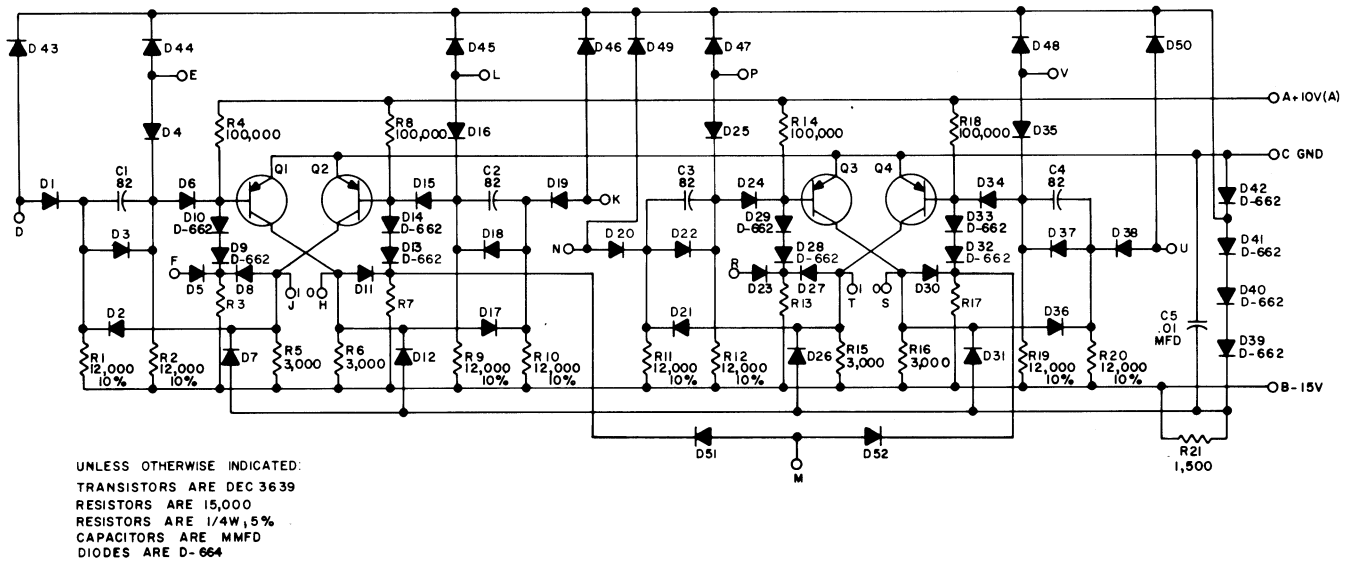 D43
D44
D45
D46
D49
D47
D48
D50
E
L
P
V
A+10V(A)
R4
100,000
R8
100,000
R14
100,000
R18
100,000
D4
D16
D25
D35
C GND
Q1
Q2
Q3
Q4
D1
C1
82
D6
D15
C2
82
D19
K
C3
82
D24
D34
C4
82
D42
D
D10
D-662
D14
D-662
D29
D-662
D33
D-662
D3
D18
N
D20
D22
D37
D38
U
D41
D-662
D9
D-662
D13
D-662
D28
D-662
D32
D-662
F
D5
D8
1
J
0
H
D11
R
D23
D27
1
T
0
S
D30
D40
D-662
R3
R7
R13
R17
D2
D17
D21
D36
C5
.01
MFD
D39
D-662
R1
12,000
10%
R2
12,000
10%
D7
R5
3,000
R6
3,000
D12
R9
12,000
10%
R10
12,000
10%
R11
12,000
10%
R12
12,000
10%
D26
R15
3,000
R16
3,000
D31
R19
12,000
10%
R20
12,000
10%
B-15V
D51
D52
M
R21
1,500
UNLESS OTHERWISE INDICATED:
TRANSISTORS ARE DEC 3639
RESISTORS ARE 15,000
RESISTORS ARE 1/4W, 5%
CAPACITORS ARE MMFD
DIODES ARE D-664